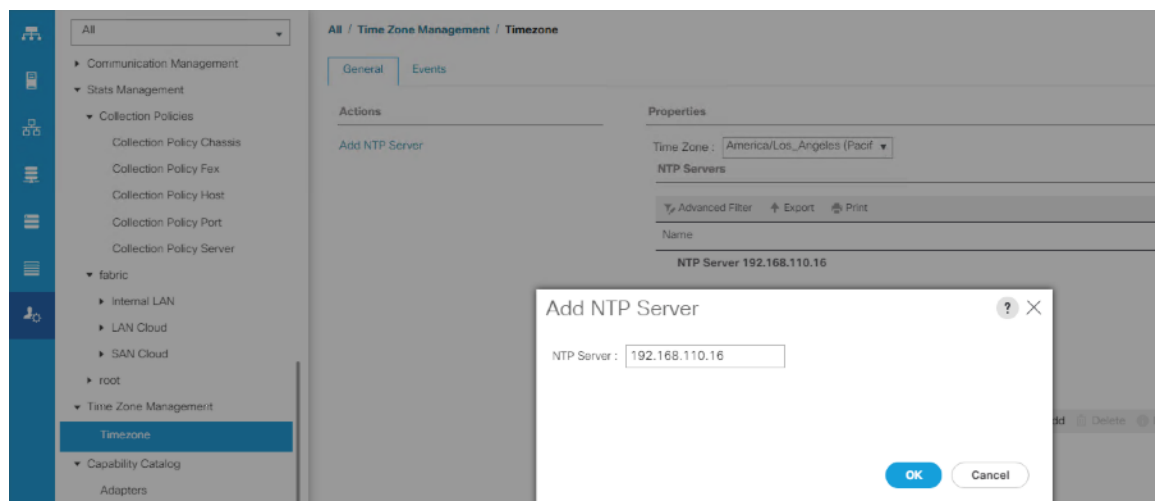 All
Communication Management
Stats Management
Collection Policies
Collection Policy Chassis
Collection Policy Fex
Collection Policy Host
Collection Policy Port
Collection Policy Server
fabric
Internal LAN
LAN Cloud
SAN Cloud
root
Time Zone Management
Timezone
Capability Catalog
Adapters
All / Time Zone Management / Timezone
General Events
Actions
Add NTP Server
Properties
Time Zone : America/Los_Angeles (Pacif
NTP Servers
Advanced Filter Export Print
Name
NTP Server 192.168.110.16
Add NTP Server ?
NTP Server : 192.168.110.16
dd Delete
OK Cancel